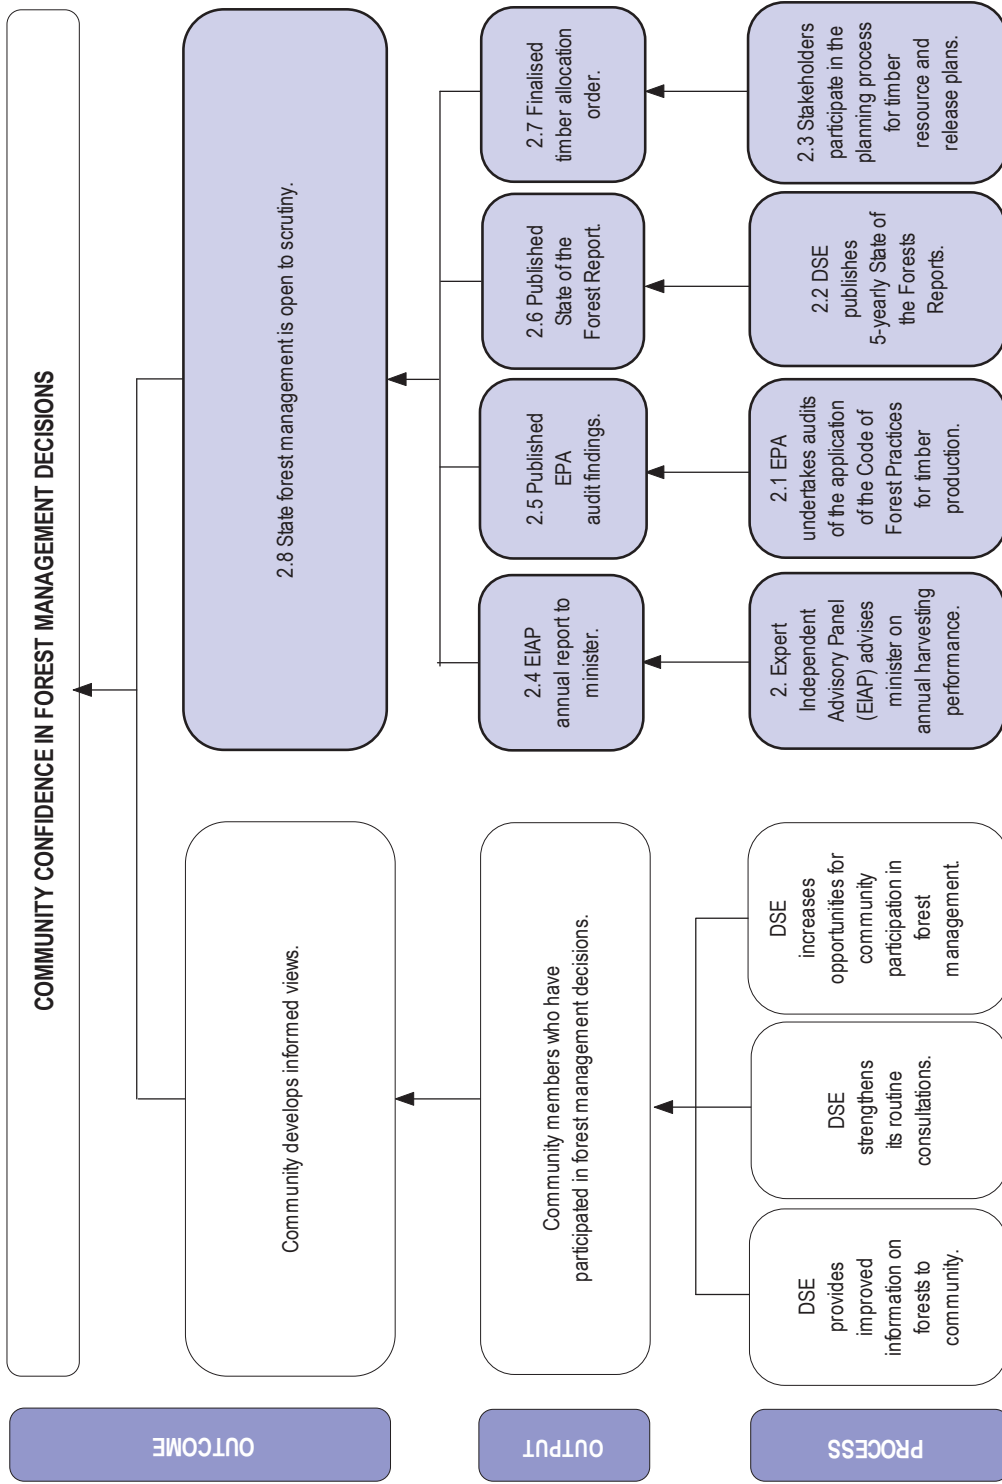 COMMUNITY CONFIDENCE IN FOREST MANAGEMENT DECISIONS
OUTCOME
Community develops informed views.
2.8 State forest management is open to scrutiny.
OUTPUT
Community members who have
participated in forest management decisions.
2.4 EIAP
annual report to
minister.
2.5 Published
EPA
audit findings.
2.6 Published
State of the
Forest Report.
2.7 Finalised
timber allocation
order.
PROCESS
DSE
provides
improved
information on
forests to
community.
DSE
strengthens
its routine
consultations.
DSE
increases
opportunities for
community
participation in
forest
management.
2. Expert
Independent
Advisory Panel
(EIAP) advises
minister on
annual harvesting
performance.
2.1 EPA
undertakes audits
of the application
of the Code of
Forest Practices
for timber
production.
2.2 DSE
publishes
5-yearly State of
the Forests
Reports.
2.3 Stakeholders
participate in the
planning process
for timber
resource and
release plans.